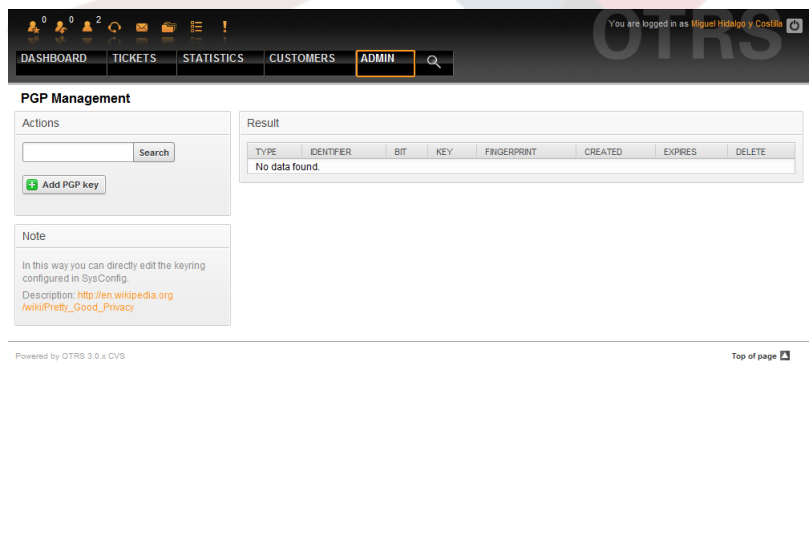 0 0 2 !
You are logged in as Miguel Hidalgo y Costilla
OTRS
DASHBOARD TICKETS STATISTICS CUSTOMERS ADMIN
PGP Management
Actions
Search
Add PGP key
Result
TYPE IDENTIFIER BIT KEY FINGERPRINT CREATED EXPIRES DELETE
No data found.
Note
In this way you can directly edit the keyring
configured in SysConfig.
Description: http://en.wikipedia.org
/wiki/Pretty_Good_Privacy
Powered by OTRS 3.0.x CVS
Top of page